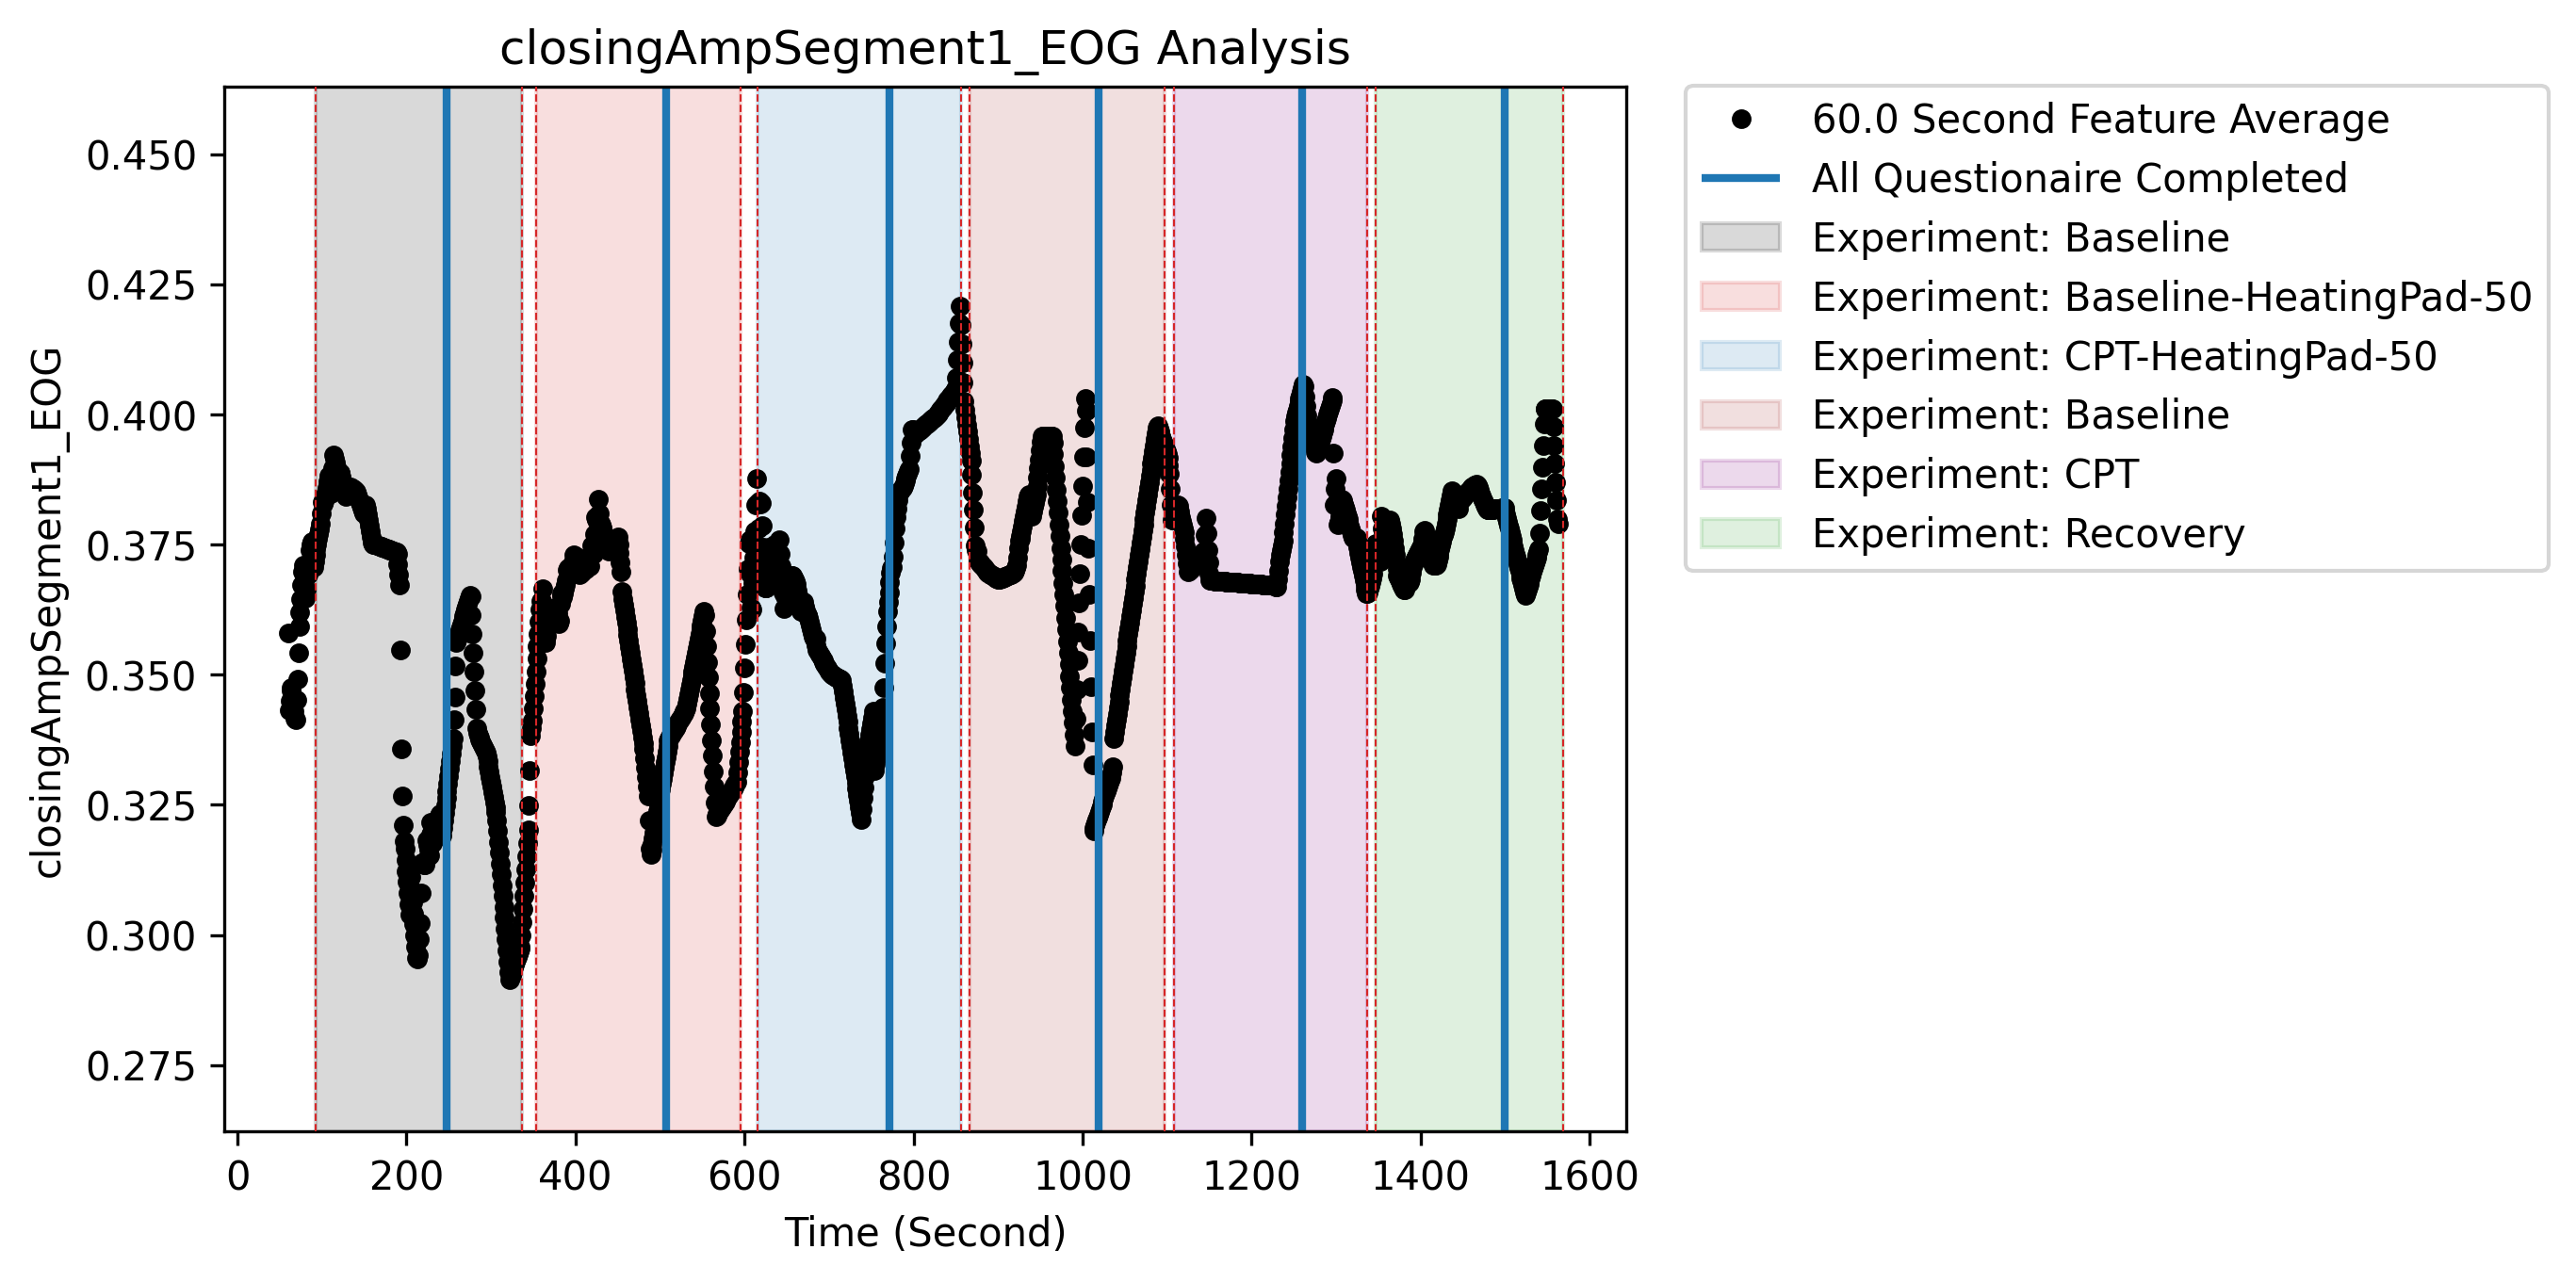 closingAmpSegment1_EOG Analysis
closingAmpSegment1_EOG
0.450
0.425
0.400
0.375
0.350
0.325
0.300
0.275
0 200 400 600 800 1000 1200 1400 1600
Time (Second)
60.0 Second Feature Average
All Questionaire Completed
Experiment: Baseline
Experiment: Baseline-HeatingPad-50
Experiment: CPT-HeatingPad-50
Experiment: Baseline
Experiment: CPT
Experiment: Recovery